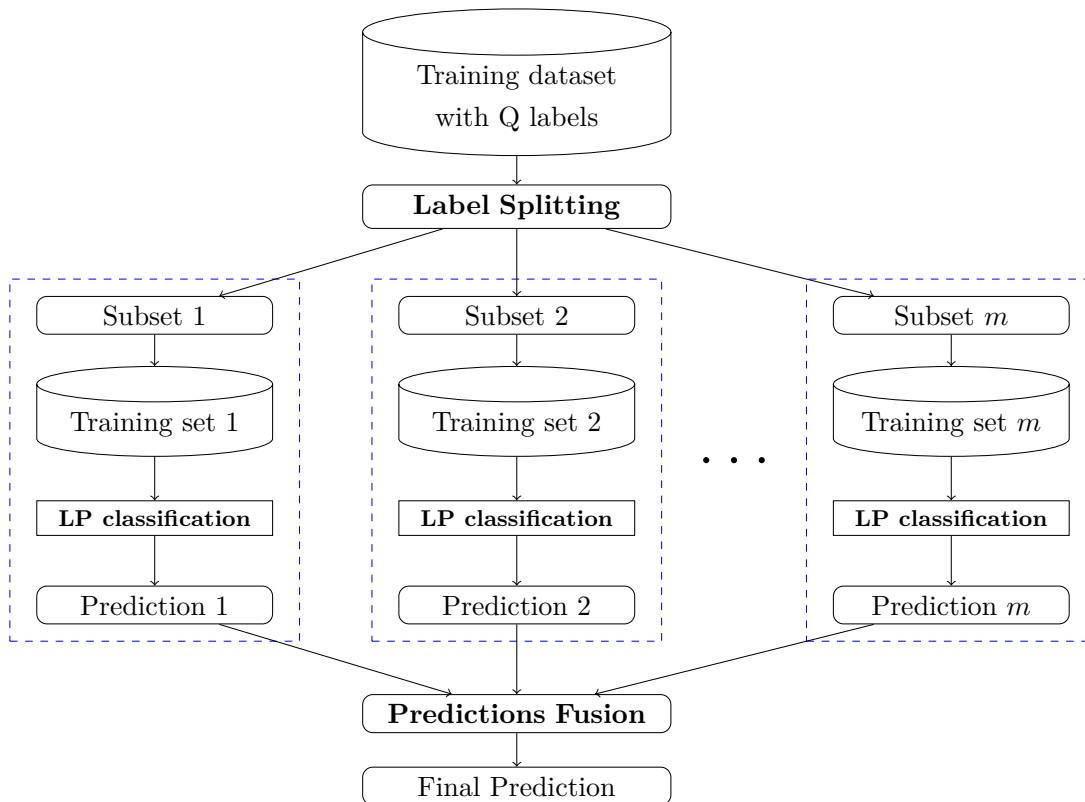 Training dataset
with Q labels
Label Splitting
Subset 1
Subset 2
Subset m
Training set 1
Training set 2
Training set m
. . .
LP classification
LP classification
LP classification
Prediction 1
Prediction 2
Prediction m
Predictions Fusion
Final Prediction